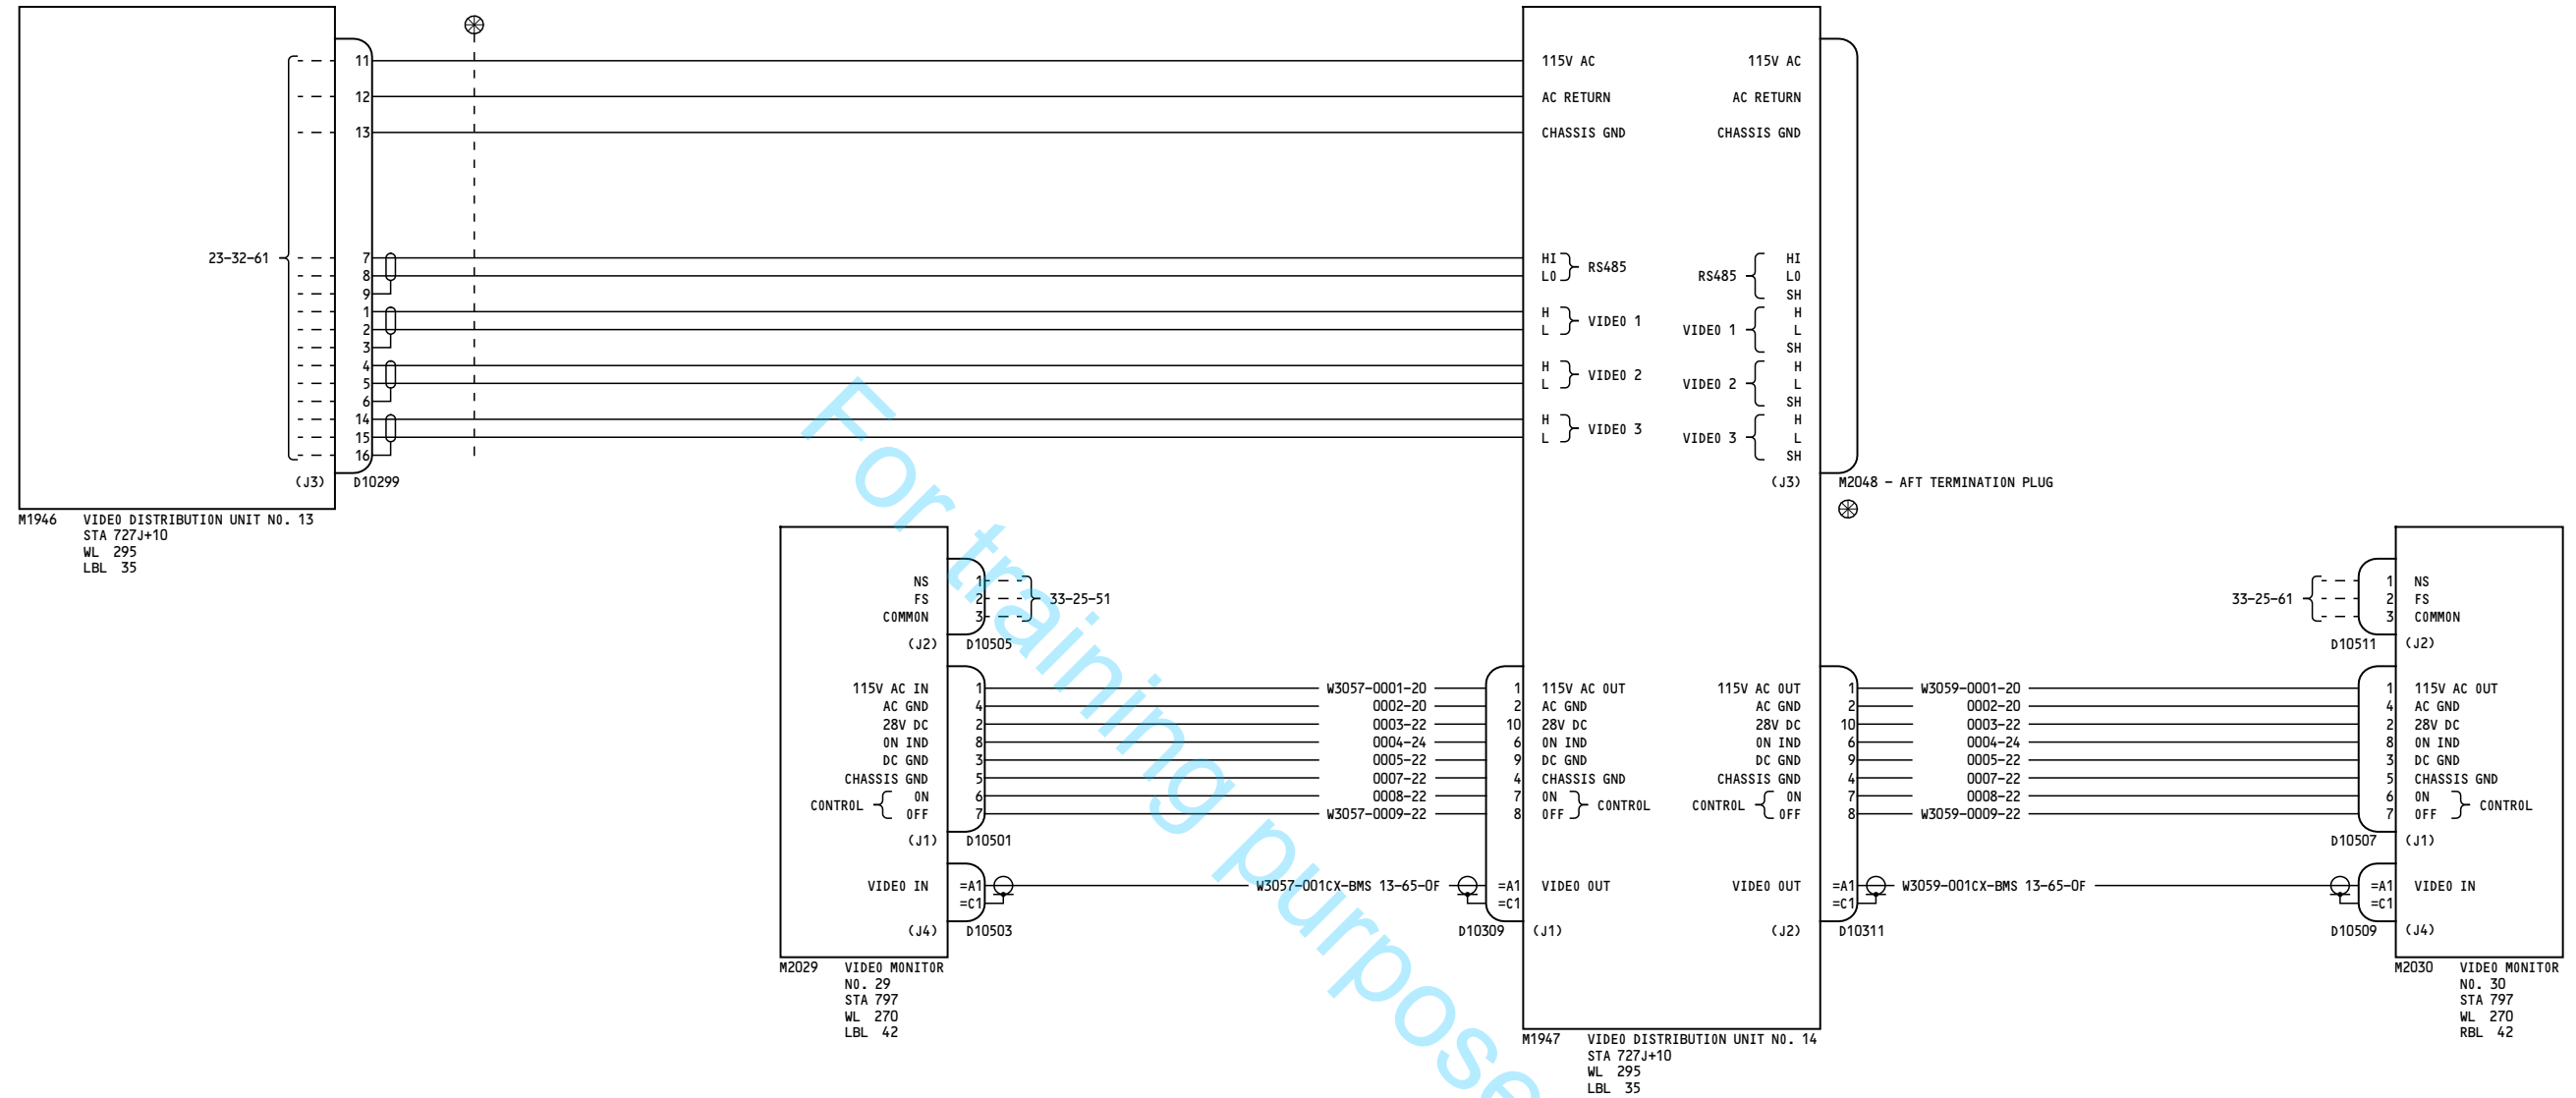 11 115V AC 115V AC
12 AC RETURN AC RETURN
13 CHASSIS GND CHASSIS GND
23-32-61
7 HI HI
8 LO RS485 RS485 LO
9 SH
1 H H
2 L VIDEO 1 VIDEO 1 L
3 SH
4 H H
5 L VIDEO 2 VIDEO 2 L
6 SH
14 H H
15 L VIDEO 3 VIDEO 3 L
16 SH
(J3) D10299 (J3) M2048 - AFT TERMINATION PLUG
M1946 VIDEO DISTRIBUTION UNIT NO. 13
STA 727J+10
WL 295
LBL 35
NS 1
FS 2 33-25-51
COMMON 3
(J2) D10505
115V AC IN 1 W3057-0001-20 1 115V AC OUT
AC GND 4 0002-20 2 AC GND
28V DC 2 0003-22 10 28V DC
ON IND 8 0004-24 6 ON IND
DC GND 3 0005-22 9 DC GND
CHASSIS GND 5 0007-22 4 CHASSIS GND
CONTROL ON 6 0008-22 7 ON CONTROL
OFF 7 W3057-0009-22 8 OFF
(J1) D10501
VIDEO IN =A1 W3057-001CX-BMS 13-65-0F =A1 VIDEO OUT
=C1 =C1
(J4) D10503 D10309 (J1)
M2029 VIDEO MONITOR
NO. 29
STA 797
WL 270
LBL 42
1 NS
33-25-61 2 FS
3 COMMON
D10511 (J2)
115V AC OUT 1 W3059-0001-20 1 115V AC OUT
AC GND 2 0002-20 4 AC GND
28V DC 10 0003-22 2 28V DC
ON IND 6 0004-24 8 ON IND
DC GND 9 0005-22 3 DC GND
CHASSIS GND 4 0007-22 5 CHASSIS GND
CONTROL ON 7 0008-22 6 ON CONTROL
OFF 8 W3059-0009-22 7 OFF
D10507 (J1)
VIDEO OUT =A1 W3059-001CX-BMS 13-65-0F =A1 VIDEO IN
=C1 =C1
(J2) D10311 D10509 (J4)
M2030 VIDEO MONITOR
NO. 30
STA 797
WL 270
RBL 42
M1947 VIDEO DISTRIBUTION UNIT NO. 14
STA 727J+10
WL 295
LBL 35
For training purpose